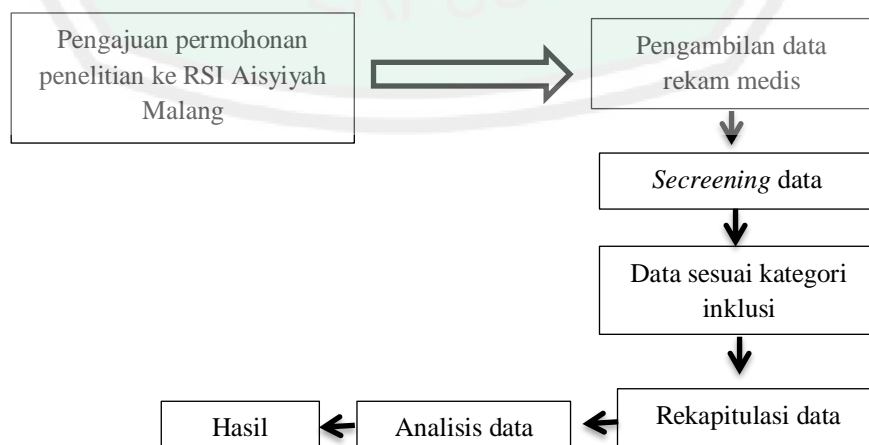 Pengajuan permohonan
penelitian ke RSI Aisyiyah
Malang
Pengambilan data
rekam medis
Secreening data
Data sesuai kategori
inklusi
Rekapitulasi data
Analisis data
Hasil